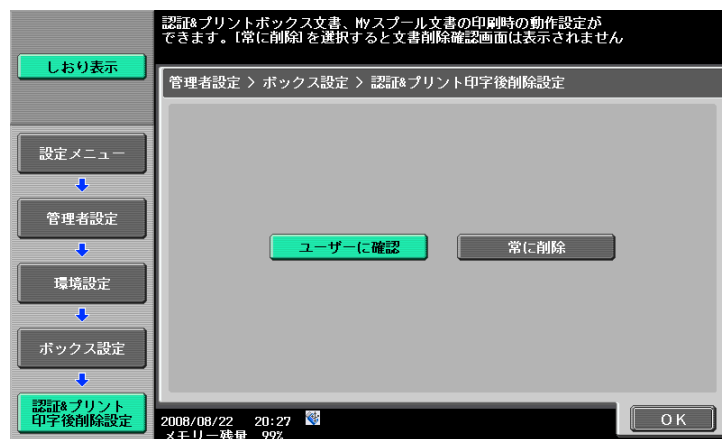 認証&プリントボックス文書、Myスプール文書の印刷時の動作設定が
できます。[常に削除]を選択すると文書削除確認画面は表示されません
しおり表示
管理者設定 > ボックス設定 > 認証&プリント印字後削除設定
設定メニュー
管理者設定
環境設定
ボックス設定
認証&プリント
印字後削除設定
ユーザーに確認
常に削除
2008/08/22 20:27
メモリー残量 99%
OK